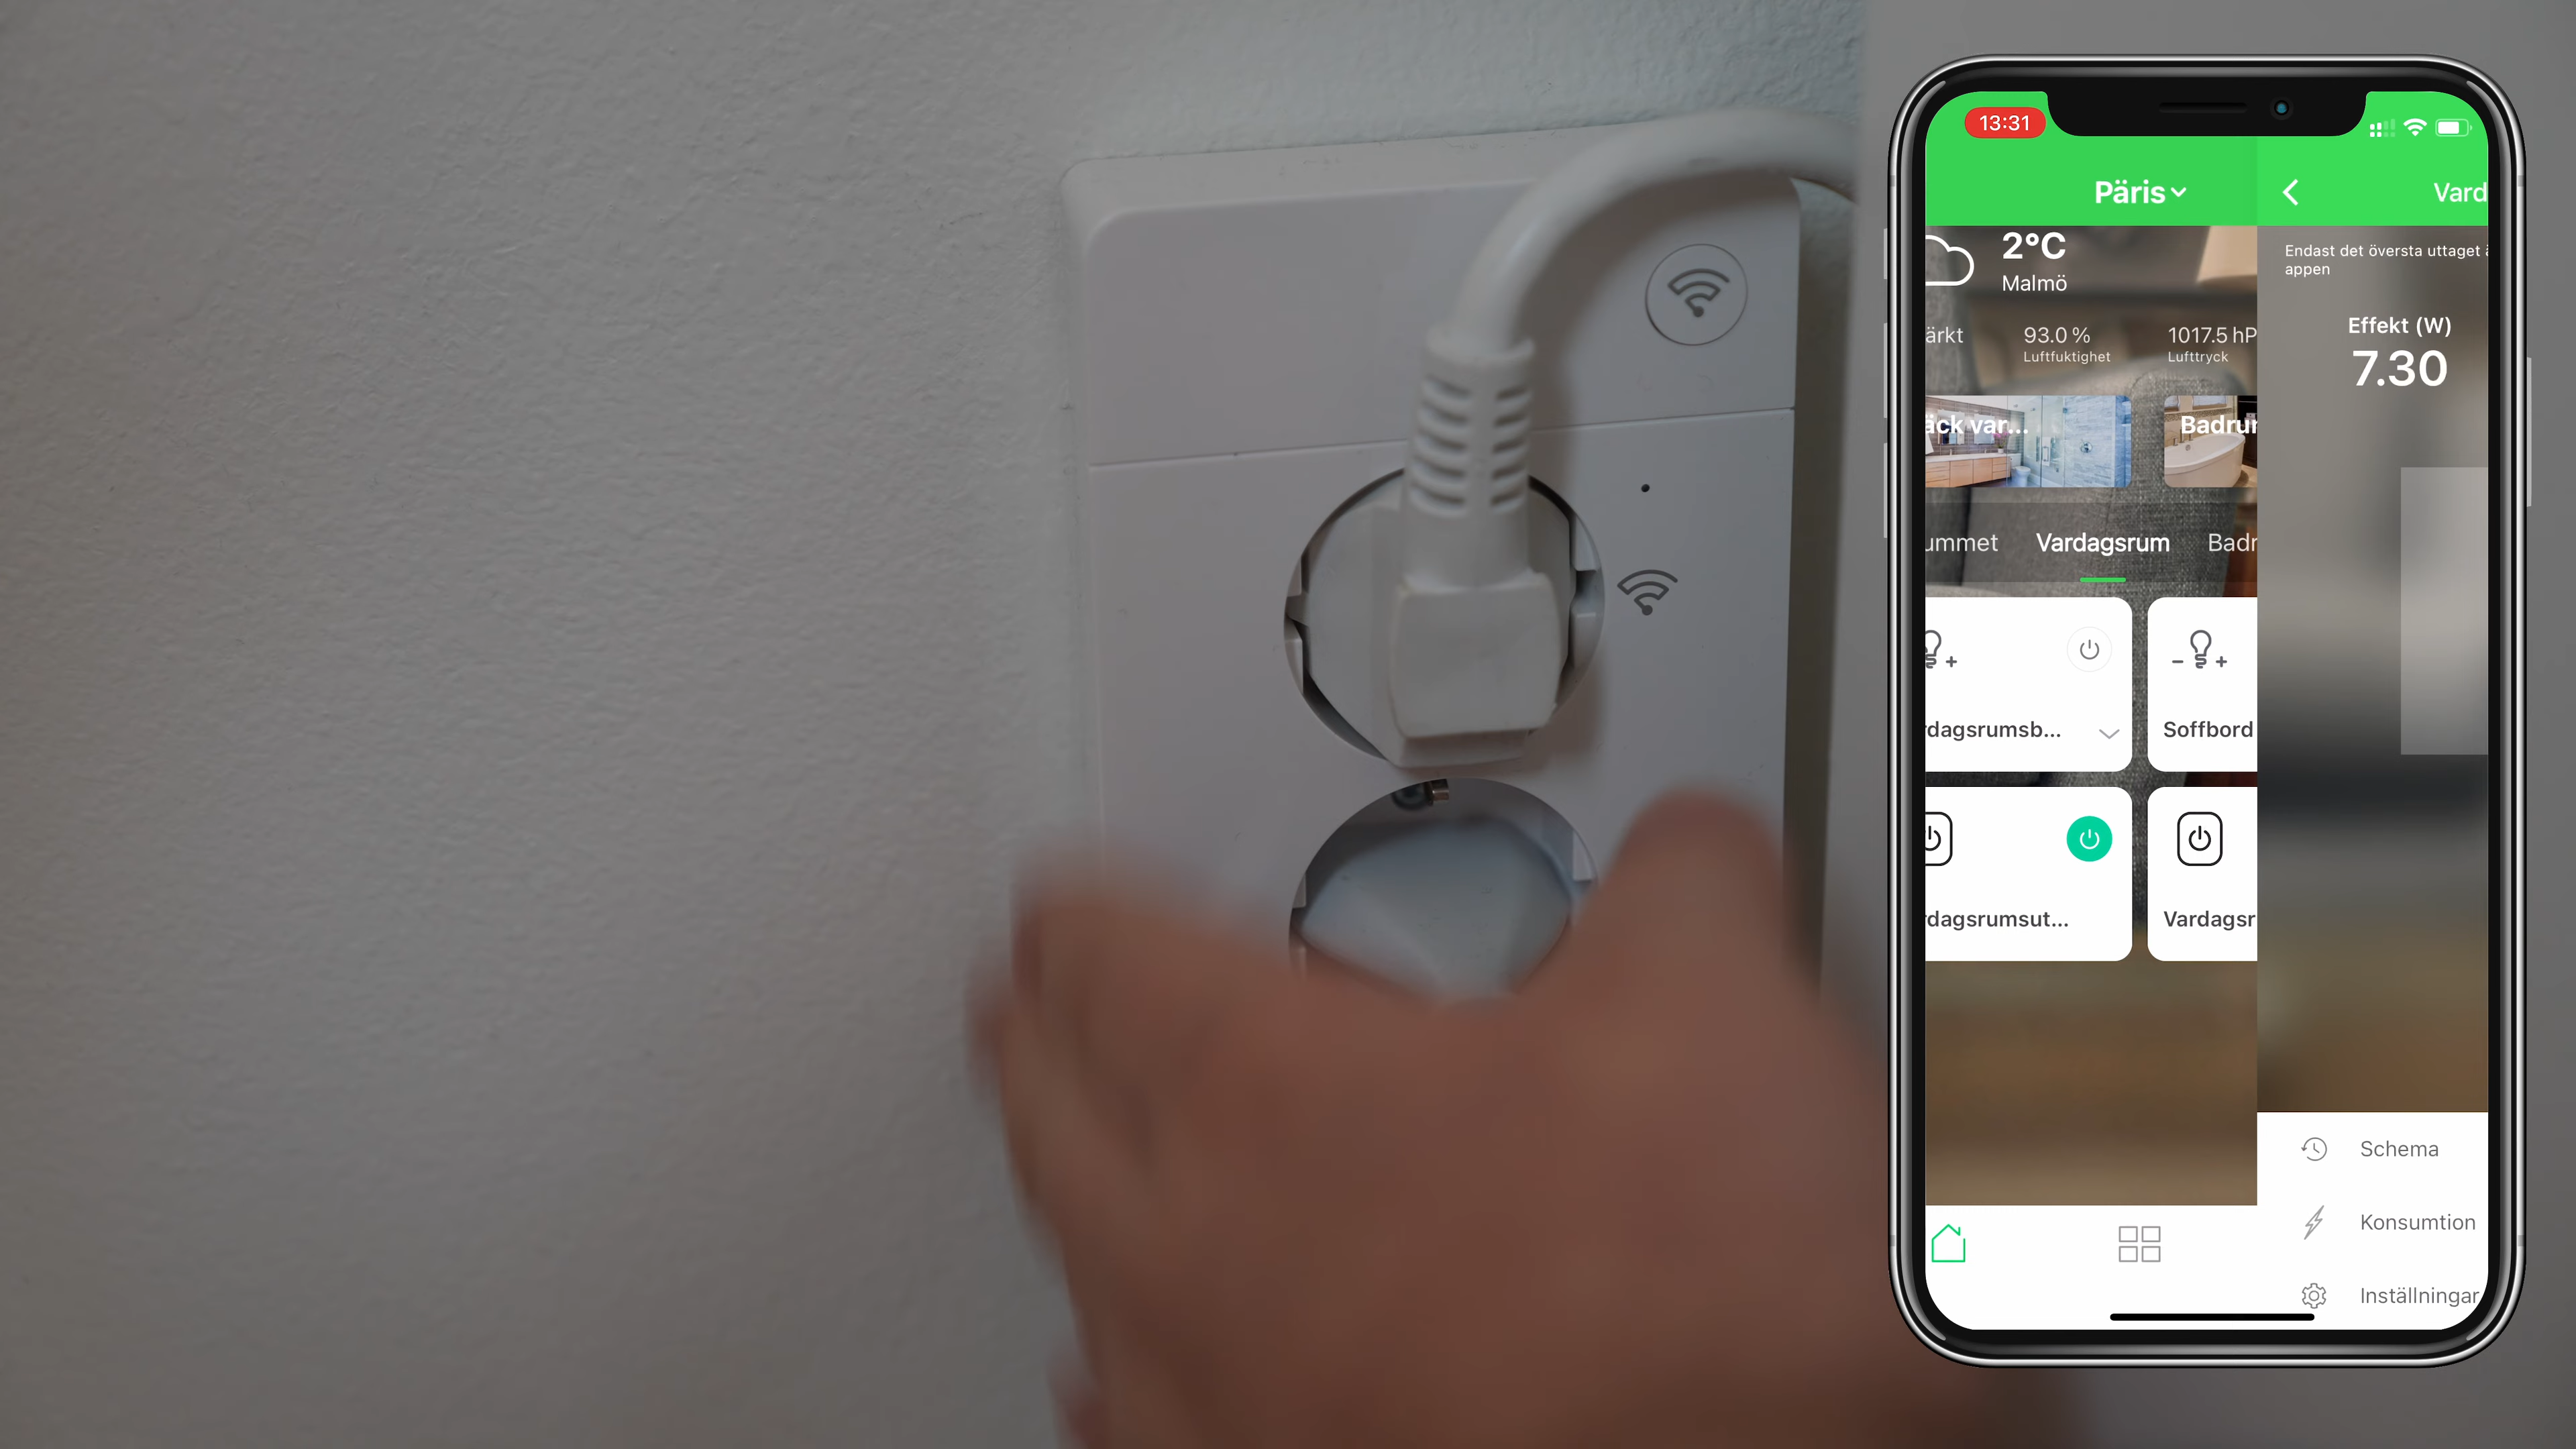 13:31
Päris
2°C
Malmö
ärkt
93.0 %
1017.5 hP
Luftfuktighet
Lufttryck
äck var...
Badrur
ummet
Vardagsrum
Badr
dagsrumsb...
Soffbord
dagsrumsut...
Vardagsr
Vard
Endast det översta uttaget
appen
Effekt (W)
7.30
Schema
Konsumtion
Inställningar